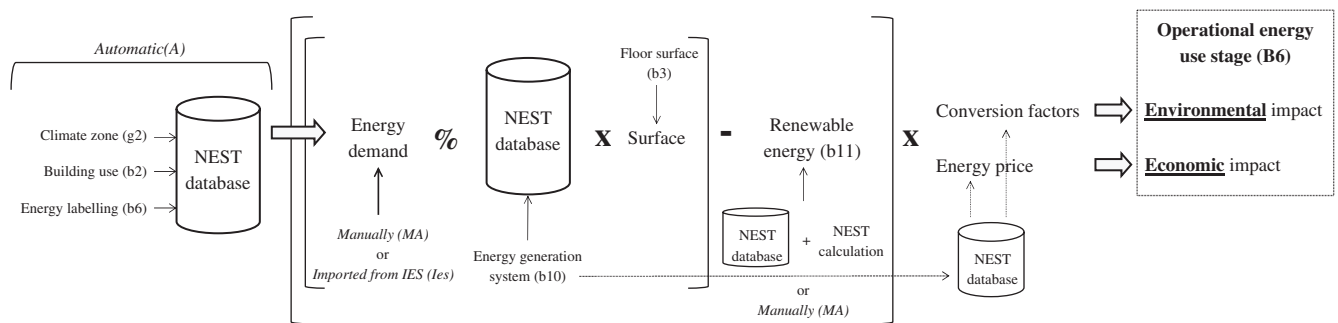 Automatic(A)
Climate zone (g2)
Building use (b2)
Energy labelling (b6)
NEST
database
Energy
demand
Manually (MA)
or
Imported from IES (Ies)
%
NEST
database
Energy generation
system (b10)
x
Floor surface
(b3)
Surface
-
Renewable
energy (b11)
NEST
database
+
NEST
calculation
or
Manually (MA)
x
Conversion factors
Energy price
NEST
database
Operational energy
use stage (B6)
Environmental impact
Economic impact